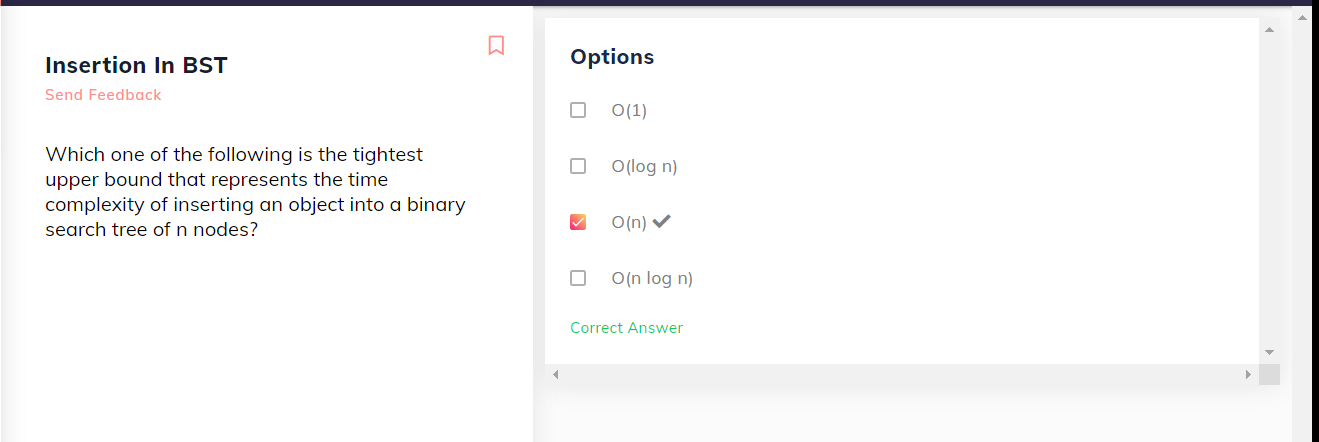 Insertion In BST
Send Feedback
Which one of the following is the tightest
upper bound that represents the time
complexity of inserting an object into a binary
search tree of n nodes?
Options
O(1)
O(log n)
O(n)
O(n log n)
Correct Answer